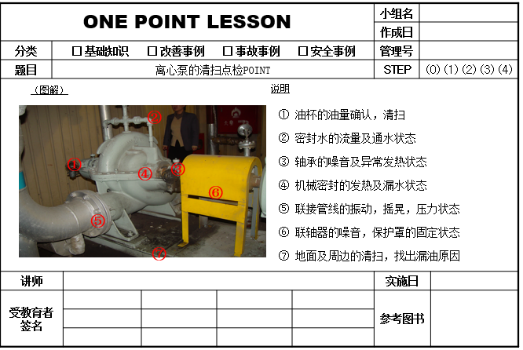 ONE POINT LESSON
小组名
作成日
分类 □ 基础知识 □ 改善事例 □ 事故事例 □ 安全事例 管理号
题目 离心泵的清扫点检POINT STEP (0) (1) (2) (3) (4)
(图解) 说明
① 油杯的油量确认，清扫
② 密封水的流量及通水状态
③ 轴承的噪音及异常发热状态
④ 机械密封的发热及漏水状态
⑤ 联接管线的振动，摇晃，压力状态
⑥ 联轴器的噪音，保护罩的固定状态
⑦ 地面及周边的清扫，找出漏油原因
④
⑥
⑤
讲师 实施日
受教育者
签名
参考图书